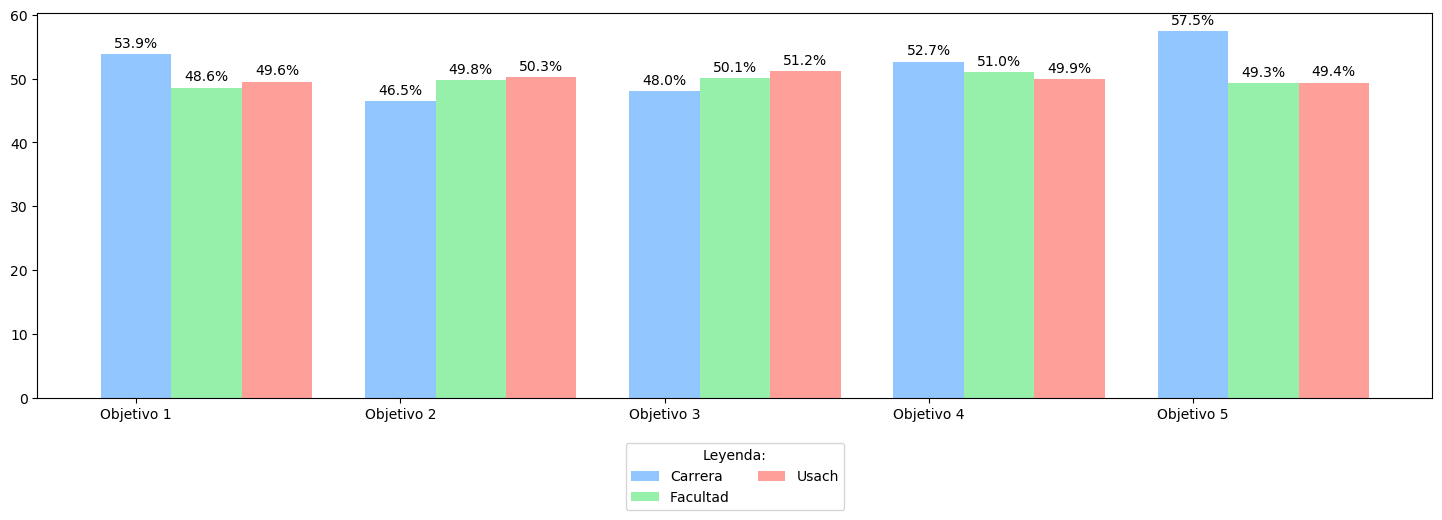 60
50
40
30
20
10
0
53.9%
48.6%
49.6%
46.5%
49.8%
50.3%
48.0%
50.1%
51.2%
52.7%
51.0%
49.9%
57.5%
49.3%
49.4%
Objetivo 1
Objetivo 2
Objetivo 3
Objetivo 4
Objetivo 5
Leyenda:
Carrera
Facultad
Usach